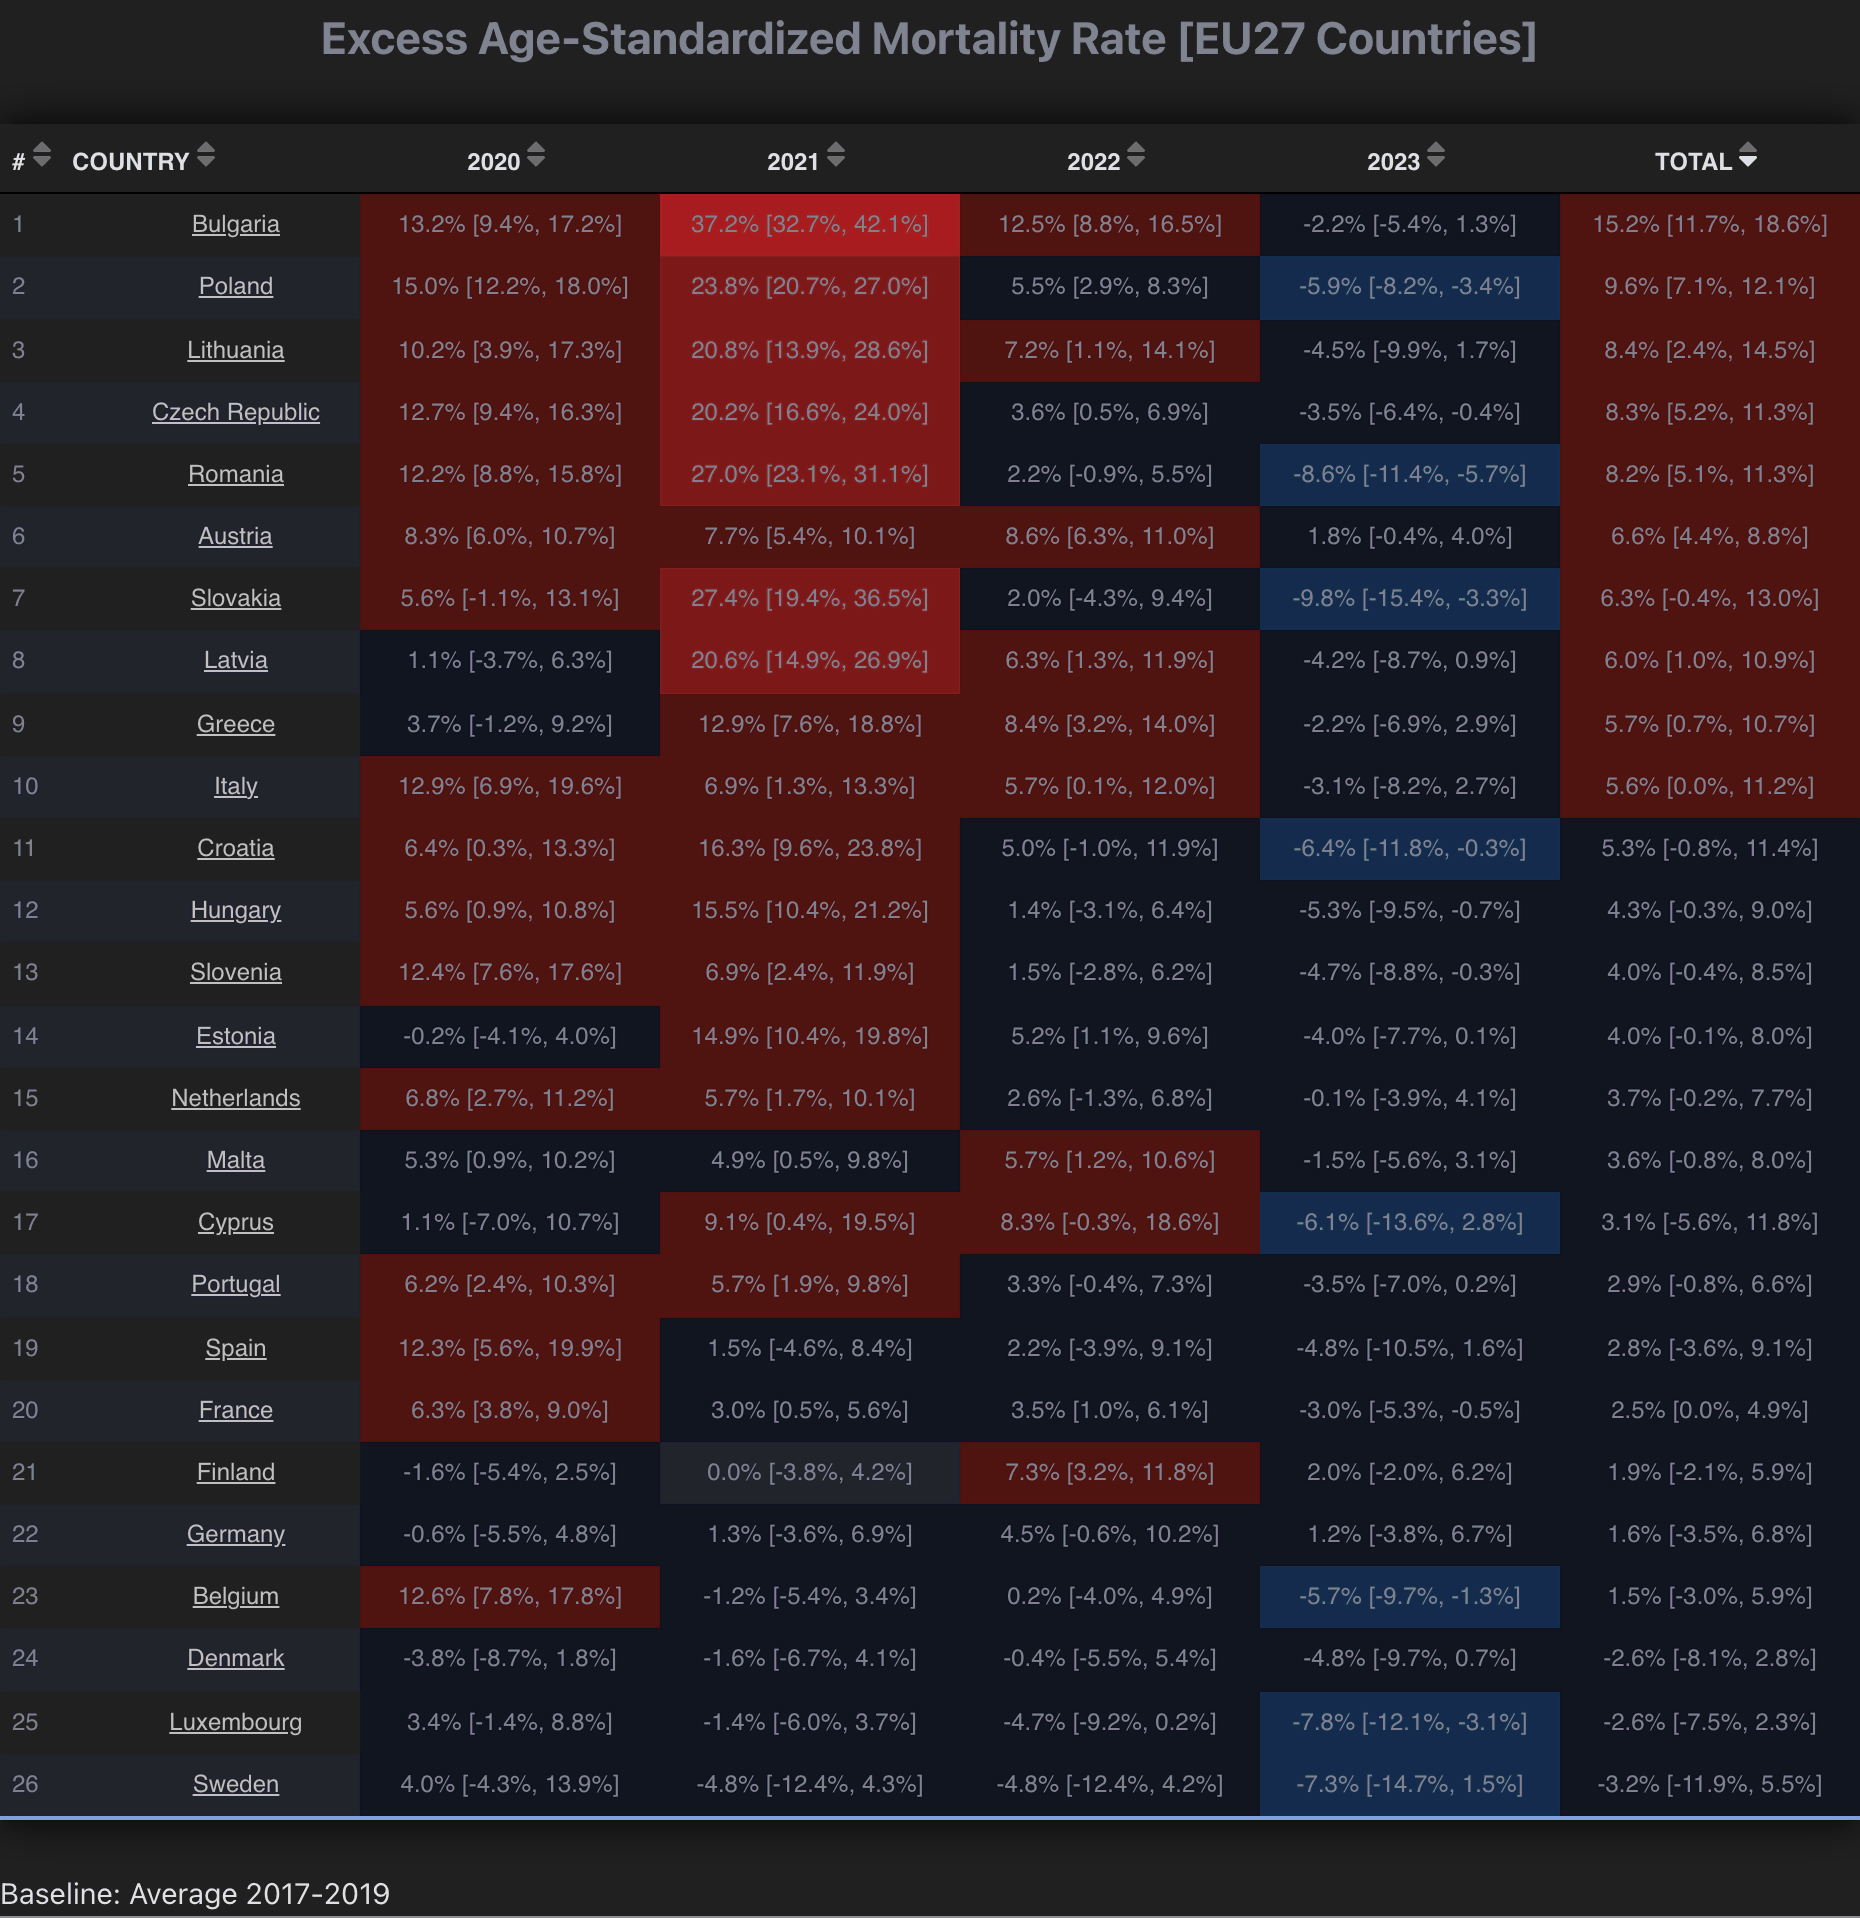 Excess Age-Standardized Mortality Rate [EU27 Countries]
# COUNTRY 2020 2021 2022 2023 TOTAL
1 Bulgaria 13.2% [9.4%, 17.2%] 37.2% [32.7%, 42.1%] 12.5% [8.8%, 16.5%] -2.2% [-5.4%, 1.3%] 15.2% [11.7%, 18.6%]
2 Poland 15.0% [12.2%, 18.0%] 23.8% [20.7%, 27.0%] 5.5% [2.9%, 8.3%] -5.9% [-8.2%, -3.4%] 9.6% [7.1%, 12.1%]
3 Lithuania 10.2% [3.9%, 17.3%] 20.8% [13.9%, 28.6%] 7.2% [1.1%, 14.1%] -4.5% [-9.9%, 1.7%] 8.4% [2.4%, 14.5%]
4 Czech Republic 12.7% [9.4%, 16.3%] 20.2% [16.6%, 24.0%] 3.6% [0.5%, 6.9%] -3.5% [-6.4%, -0.4%] 8.3% [5.2%, 11.3%]
5 Romania 12.2% [8.8%, 15.8%] 27.0% [23.1%, 31.1%] 2.2% [-0.9%, 5.5%] -8.6% [-11.4%, -5.7%] 8.2% [5.1%, 11.3%]
6 Austria 8.3% [6.0%, 10.7%] 7.7% [5.4%, 10.1%] 8.6% [6.3%, 11.0%] 1.8% [-0.4%, 4.0%] 6.6% [4.4%, 8.8%]
7 Slovakia 5.6% [-1.1%, 13.1%] 27.4% [19.4%, 36.5%] 2.0% [-4.3%, 9.4%] -9.8% [-15.4%, -3.3%] 6.3% [-0.4%, 13.0%]
8 Latvia 1.1% [-3.7%, 6.3%] 20.6% [14.9%, 26.9%] 6.3% [1.3%, 11.9%] -4.2% [-8.7%, 0.9%] 6.0% [1.0%, 10.9%]
9 Greece 3.7% [-1.2%, 9.2%] 12.9% [7.6%, 18.8%] 8.4% [3.2%, 14.0%] -2.2% [-6.9%, 2.9%] 5.7% [0.7%, 10.7%]
10 Italy 12.9% [6.9%, 19.6%] 6.9% [1.3%, 13.3%] 5.7% [0.1%, 12.0%] -3.1% [-8.2%, 2.7%] 5.6% [0.0%, 11.2%]
11 Croatia 6.4% [0.3%, 13.3%] 16.3% [9.6%, 23.8%] 5.0% [-1.0%, 11.9%] -6.4% [-11.8%, -0.3%] 5.3% [-0.8%, 11.4%]
12 Hungary 5.6% [0.9%, 10.8%] 15.5% [10.4%, 21.2%] 1.4% [-3.1%, 6.4%] -5.3% [-9.5%, -0.7%] 4.3% [-0.3%, 9.0%]
13 Slovenia 12.4% [7.6%, 17.6%] 6.9% [2.4%, 11.9%] 1.5% [-2.8%, 6.2%] -4.7% [-8.8%, -0.3%] 4.0% [-0.4%, 8.5%]
14 Estonia -0.2% [-4.1%, 4.0%] 14.9% [10.4%, 19.8%] 5.2% [1.1%, 9.6%] -4.0% [-7.7%, 0.1%] 4.0% [-0.1%, 8.0%]
15 Netherlands 6.8% [2.7%, 11.2%] 5.7% [1.7%, 10.1%] 2.6% [-1.3%, 6.8%] -0.1% [-3.9%, 4.1%] 3.7% [-0.2%, 7.7%]
16 Malta 5.3% [0.9%, 10.2%] 4.9% [0.5%, 9.8%] 5.7% [1.2%, 10.6%] -1.5% [-5.6%, 3.1%] 3.6% [-0.8%, 8.0%]
17 Cyprus 1.1% [-7.0%, 10.7%] 9.1% [0.4%, 19.5%] 8.3% [-0.3%, 18.6%] -6.1% [-13.6%, 2.8%] 3.1% [-5.6%, 11.8%]
18 Portugal 6.2% [2.4%, 10.3%] 5.7% [1.9%, 9.8%] 3.3% [-0.4%, 7.3%] -3.5% [-7.0%, 0.2%] 2.9% [-0.8%, 6.6%]
19 Spain 12.3% [5.6%, 19.9%] 1.5% [-4.6%, 8.4%] 2.2% [-3.9%, 9.1%] -4.8% [-10.5%, 1.6%] 2.8% [-3.6%, 9.1%]
20 France 6.3% [3.8%, 9.0%] 3.0% [0.5%, 5.6%] 3.5% [1.0%, 6.1%] -3.0% [-5.3%, -0.5%] 2.5% [0.0%, 4.9%]
21 Finland -1.6% [-5.4%, 2.5%] 0.0% [-3.8%, 4.2%] 7.3% [3.2%, 11.8%] 2.0% [-2.0%, 6.2%] 1.9% [-2.1%, 5.9%]
22 Germany -0.6% [-5.5%, 4.8%] 1.3% [-3.6%, 6.9%] 4.5% [-0.6%, 10.2%] 1.2% [-3.8%, 6.7%] 1.6% [-3.5%, 6.8%]
23 Belgium 12.6% [7.8%, 17.8%] -1.2% [-5.4%, 3.4%] 0.2% [-4.0%, 4.9%] -5.7% [-9.7%, -1.3%] 1.5% [-3.0%, 5.9%]
24 Denmark -3.8% [-8.7%, 1.8%] -1.6% [-6.7%, 4.1%] -0.4% [-5.5%, 5.4%] -4.8% [-9.7%, 0.7%] -2.6% [-8.1%, 2.8%]
25 Luxembourg 3.4% [-1.4%, 8.8%] -1.4% [-6.0%, 3.7%] -4.7% [-9.2%, 0.2%] -7.8% [-12.1%, -3.1%] -2.6% [-7.5%, 2.3%]
26 Sweden 4.0% [-4.3%, 13.9%] -4.8% [-12.4%, 4.3%] -4.8% [-12.4%, 4.2%] -7.3% [-14.7%, 1.5%] -3.2% [-11.9%, 5.5%]
Baseline: Average 2017-2019